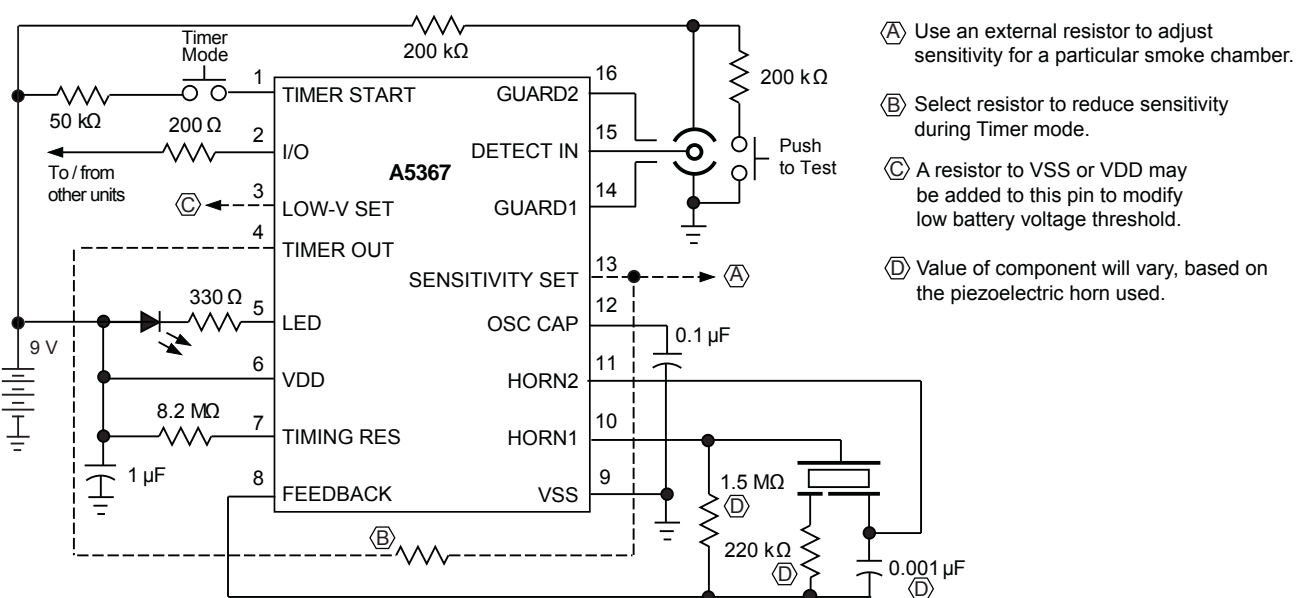 200 kΩ
Timer
Mode
50 kΩ
200 Ω
To / from
other units
C
330 Ω
9 V
8.2 MΩ
1 µF
1
TIMER START
2
I/O
3
LOW-V SET
4
TIMER OUT
5
LED
6
VDD
7
TIMING RES
8
FEEDBACK
A5367
16
GUARD2
15
DETECT IN
14
GUARD1
13
SENSITIVITY SET
12
OSC CAP
11
HORN2
10
HORN1
9
VSS
200 kΩ
Push
to Test
A
0.1 µF
1.5 MΩ
D
220 kΩ
D
0.001 µF
D
B
A Use an external resistor to adjust
sensitivity for a particular smoke chamber.
B Select resistor to reduce sensitivity
during Timer mode.
C A resistor to VSS or VDD may
be added to this pin to modify
low battery voltage threshold.
D Value of component will vary, based on
the piezoelectric horn used.